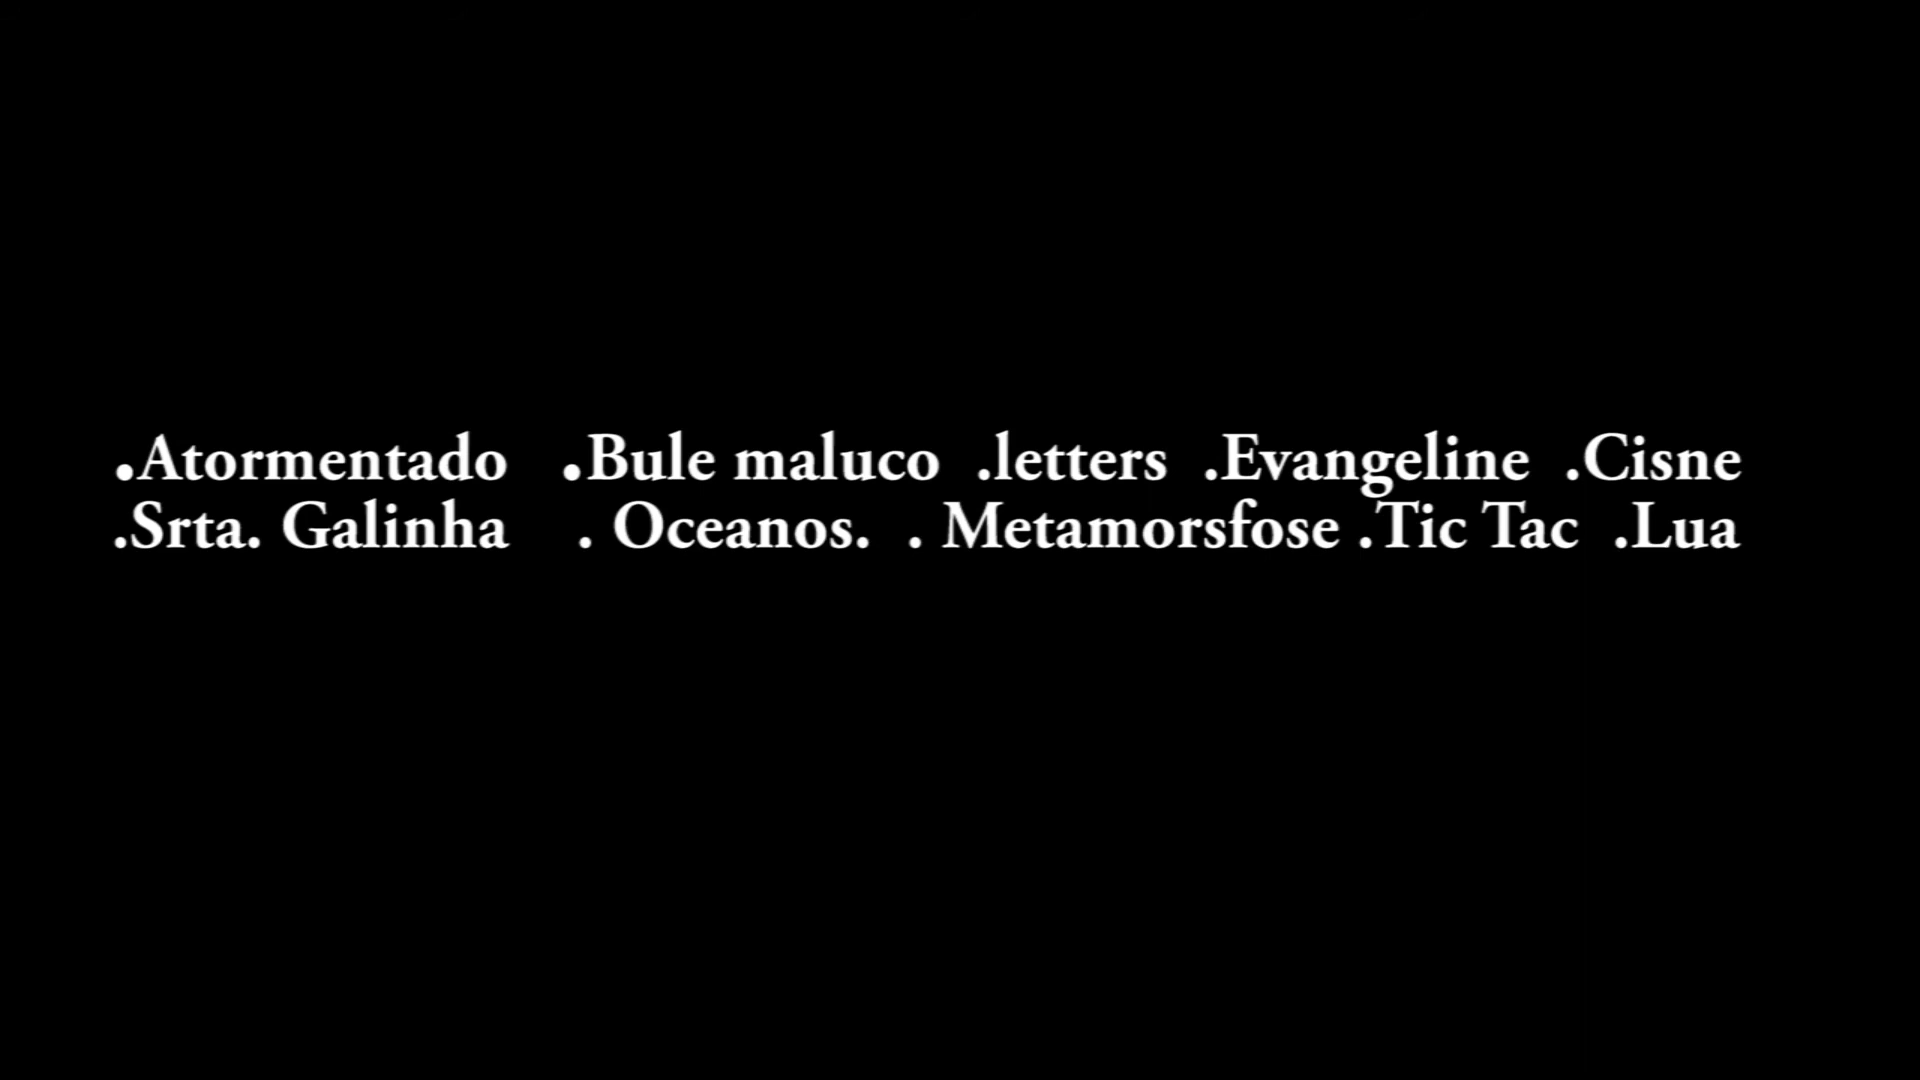 .Atormentado .Bule maluco .letters .Evangeline .Cisne
.Srta. Galinha . Oceanos. . Metamorsfose .Tic Tac .Lua